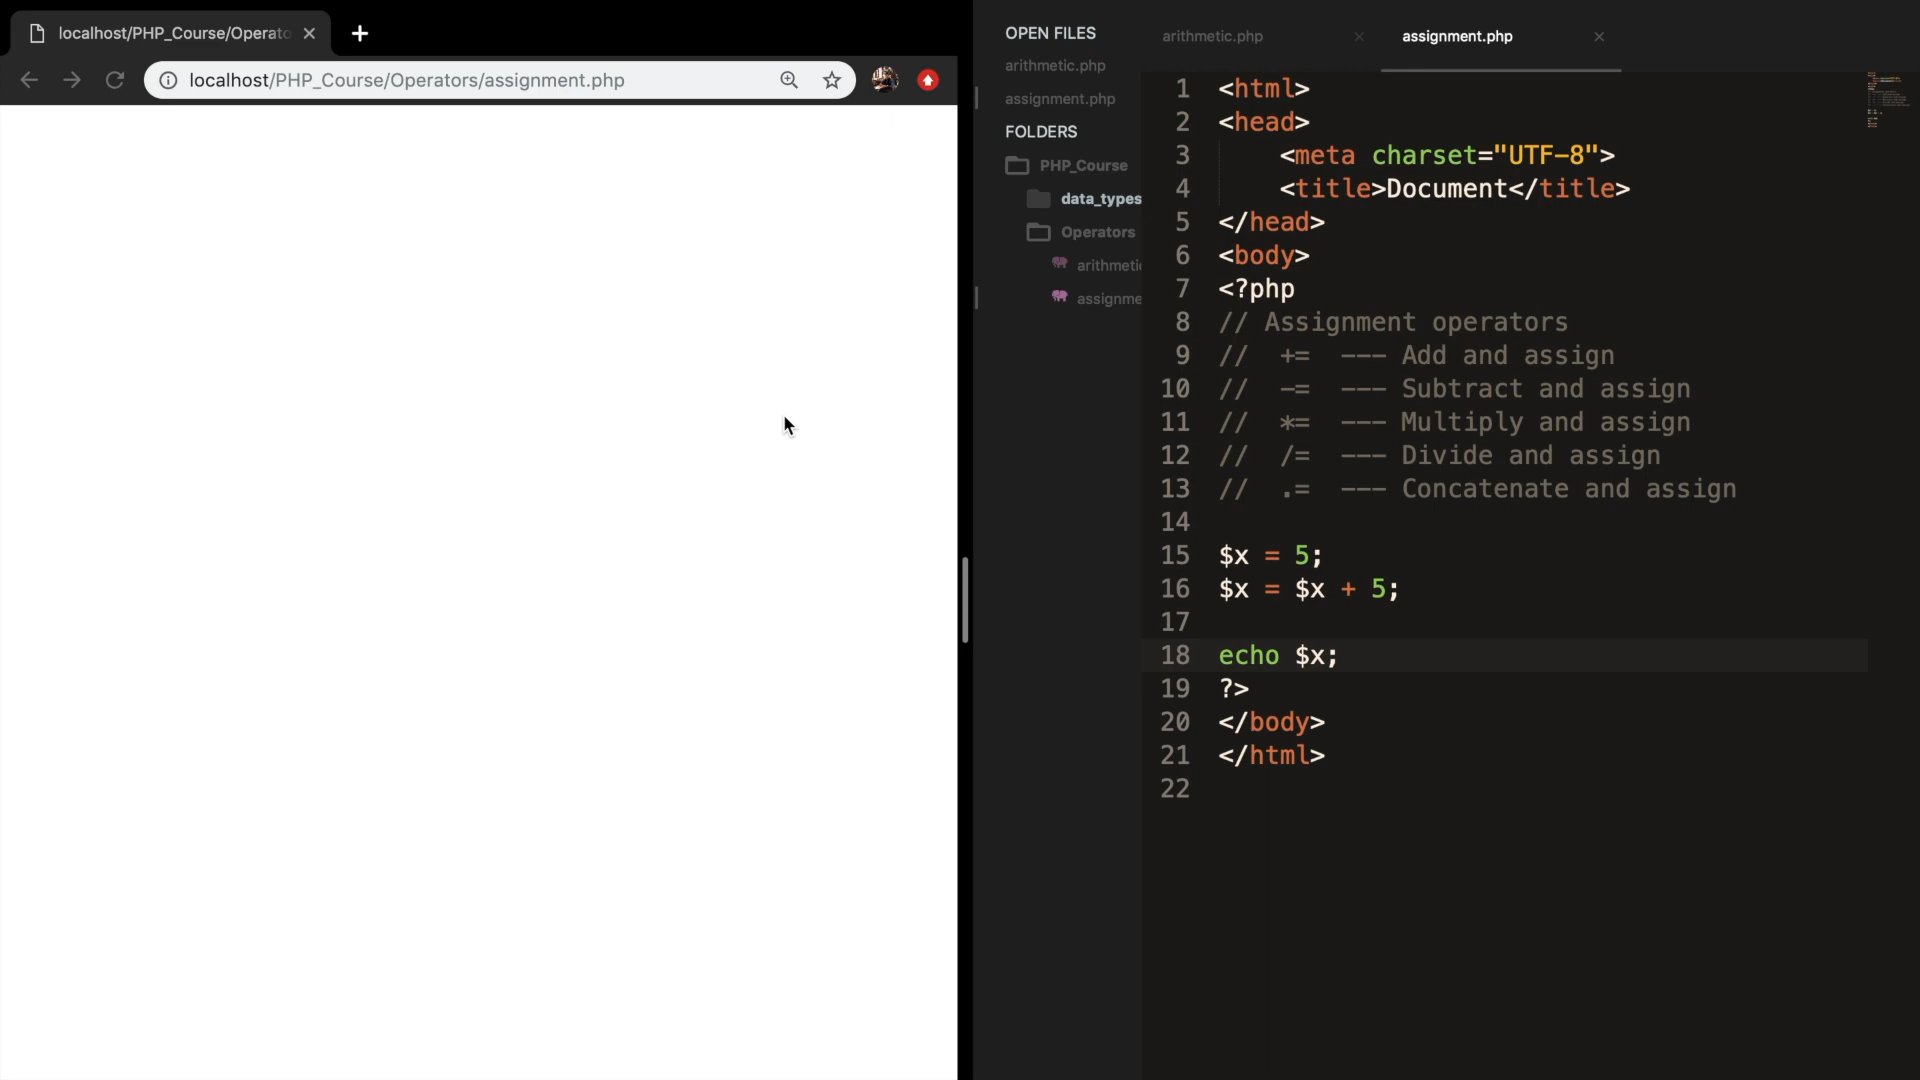 localhost/PHP_Course/Operato
localhost/PHP_Course/Operators/assignment.php
OPEN FILES
arithmetic.php
assignment.php
FOLDERS
PHP_Course
data_types
Operators
arithmetic
assignme
arithmetic.php
assignment.php
1 <html>
2 <head>
3 <meta charset="UTF-8">
4 <title>Document</title>
5 </head>
6 <body>
7 <?php
8 // Assignment operators
9 // += --- Add and assign
10 // -= --- Subtract and assign
11 // *= --- Multiply and assign
12 // /= --- Divide and assign
13 // .= --- Concatenate and assign
14
15 $x = 5;
16 $x = $x + 5;
17
18 echo $x;
19 ?>
20 </body>
21 </html>
22